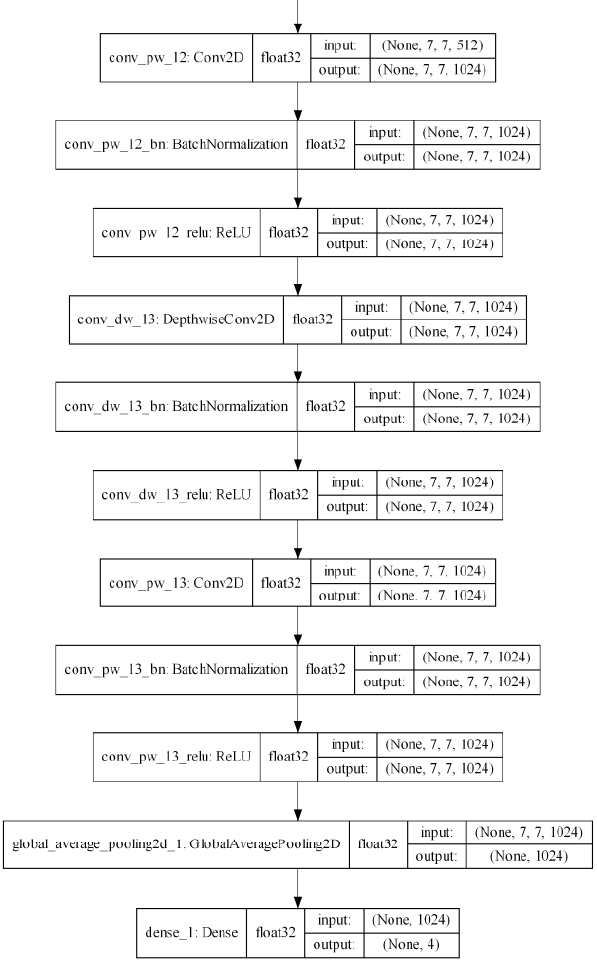 conv_pw_12: Conv2D float32 input: (None, 7, 7, 512)
output: (None, 7, 7, 1024)
conv_pw_12_bn: BatchNormalization float32 input: (None, 7, 7, 1024)
output: (None, 7, 7, 1024)
conv_pw_12_relu: ReLU float32 input: (None, 7, 7, 1024)
output: (None, 7, 7, 1024)
conv_dw_13: DepthwiseConv2D float32 input: (None, 7, 7, 1024)
output: (None, 7, 7, 1024)
conv_dw_13_bn: BatchNormalization float32 input: (None, 7, 7, 1024)
output: (None, 7, 7, 1024)
conv_dw_13_relu: ReLU float32 input: (None, 7, 7, 1024)
output: (None, 7, 7, 1024)
conv_pw_13: Conv2D float32 input: (None, 7, 7, 1024)
output: (None, 7, 7, 1024)
conv_pw_13_bn: BatchNormalization float32 input: (None, 7, 7, 1024)
output: (None, 7, 7, 1024)
conv_pw_13_relu: ReLU float32 input: (None, 7, 7, 1024)
output: (None, 7, 7, 1024)
global_average_pooling2d_1: GlobalAveragePooling2D float32 input: (None, 7, 7, 1024)
output: (None, 1024)
dense_1: Dense float32 input: (None, 1024)
output: (None, 4)